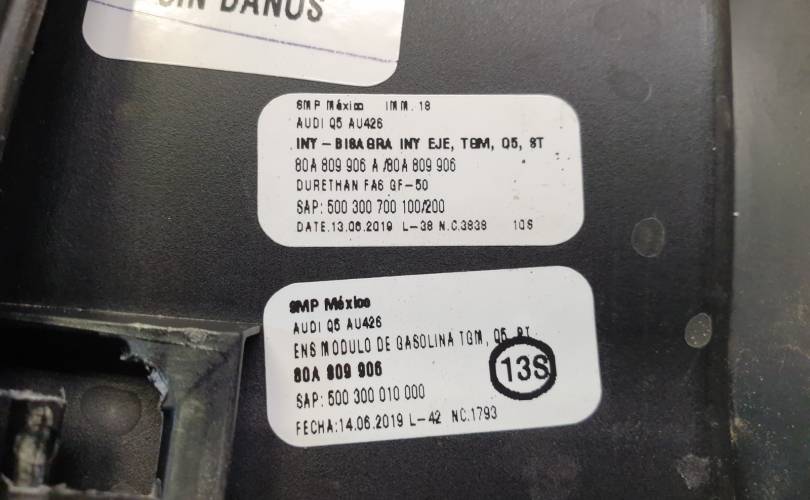 SIN DAÑOS
SMP México IMM. 18
AUDI Q5 AU426
INY - BISAGRA INY EJE, TGM, Q5, ST
80A 809 906 A /80A 809 906
DURETHAN FA6 GF-50
SAP: 500 300 700 100/200
DATE.13.06.2019 L-38 N.C.3838 10S
SMP México
AUDI Q5 AU426
ENS MODULO DE GASOLINA TGM, Q5, ST
80A 809 906
13S
SAP: 500 300 010 000
FECHA:14.06.2019 L-42 NC.1793